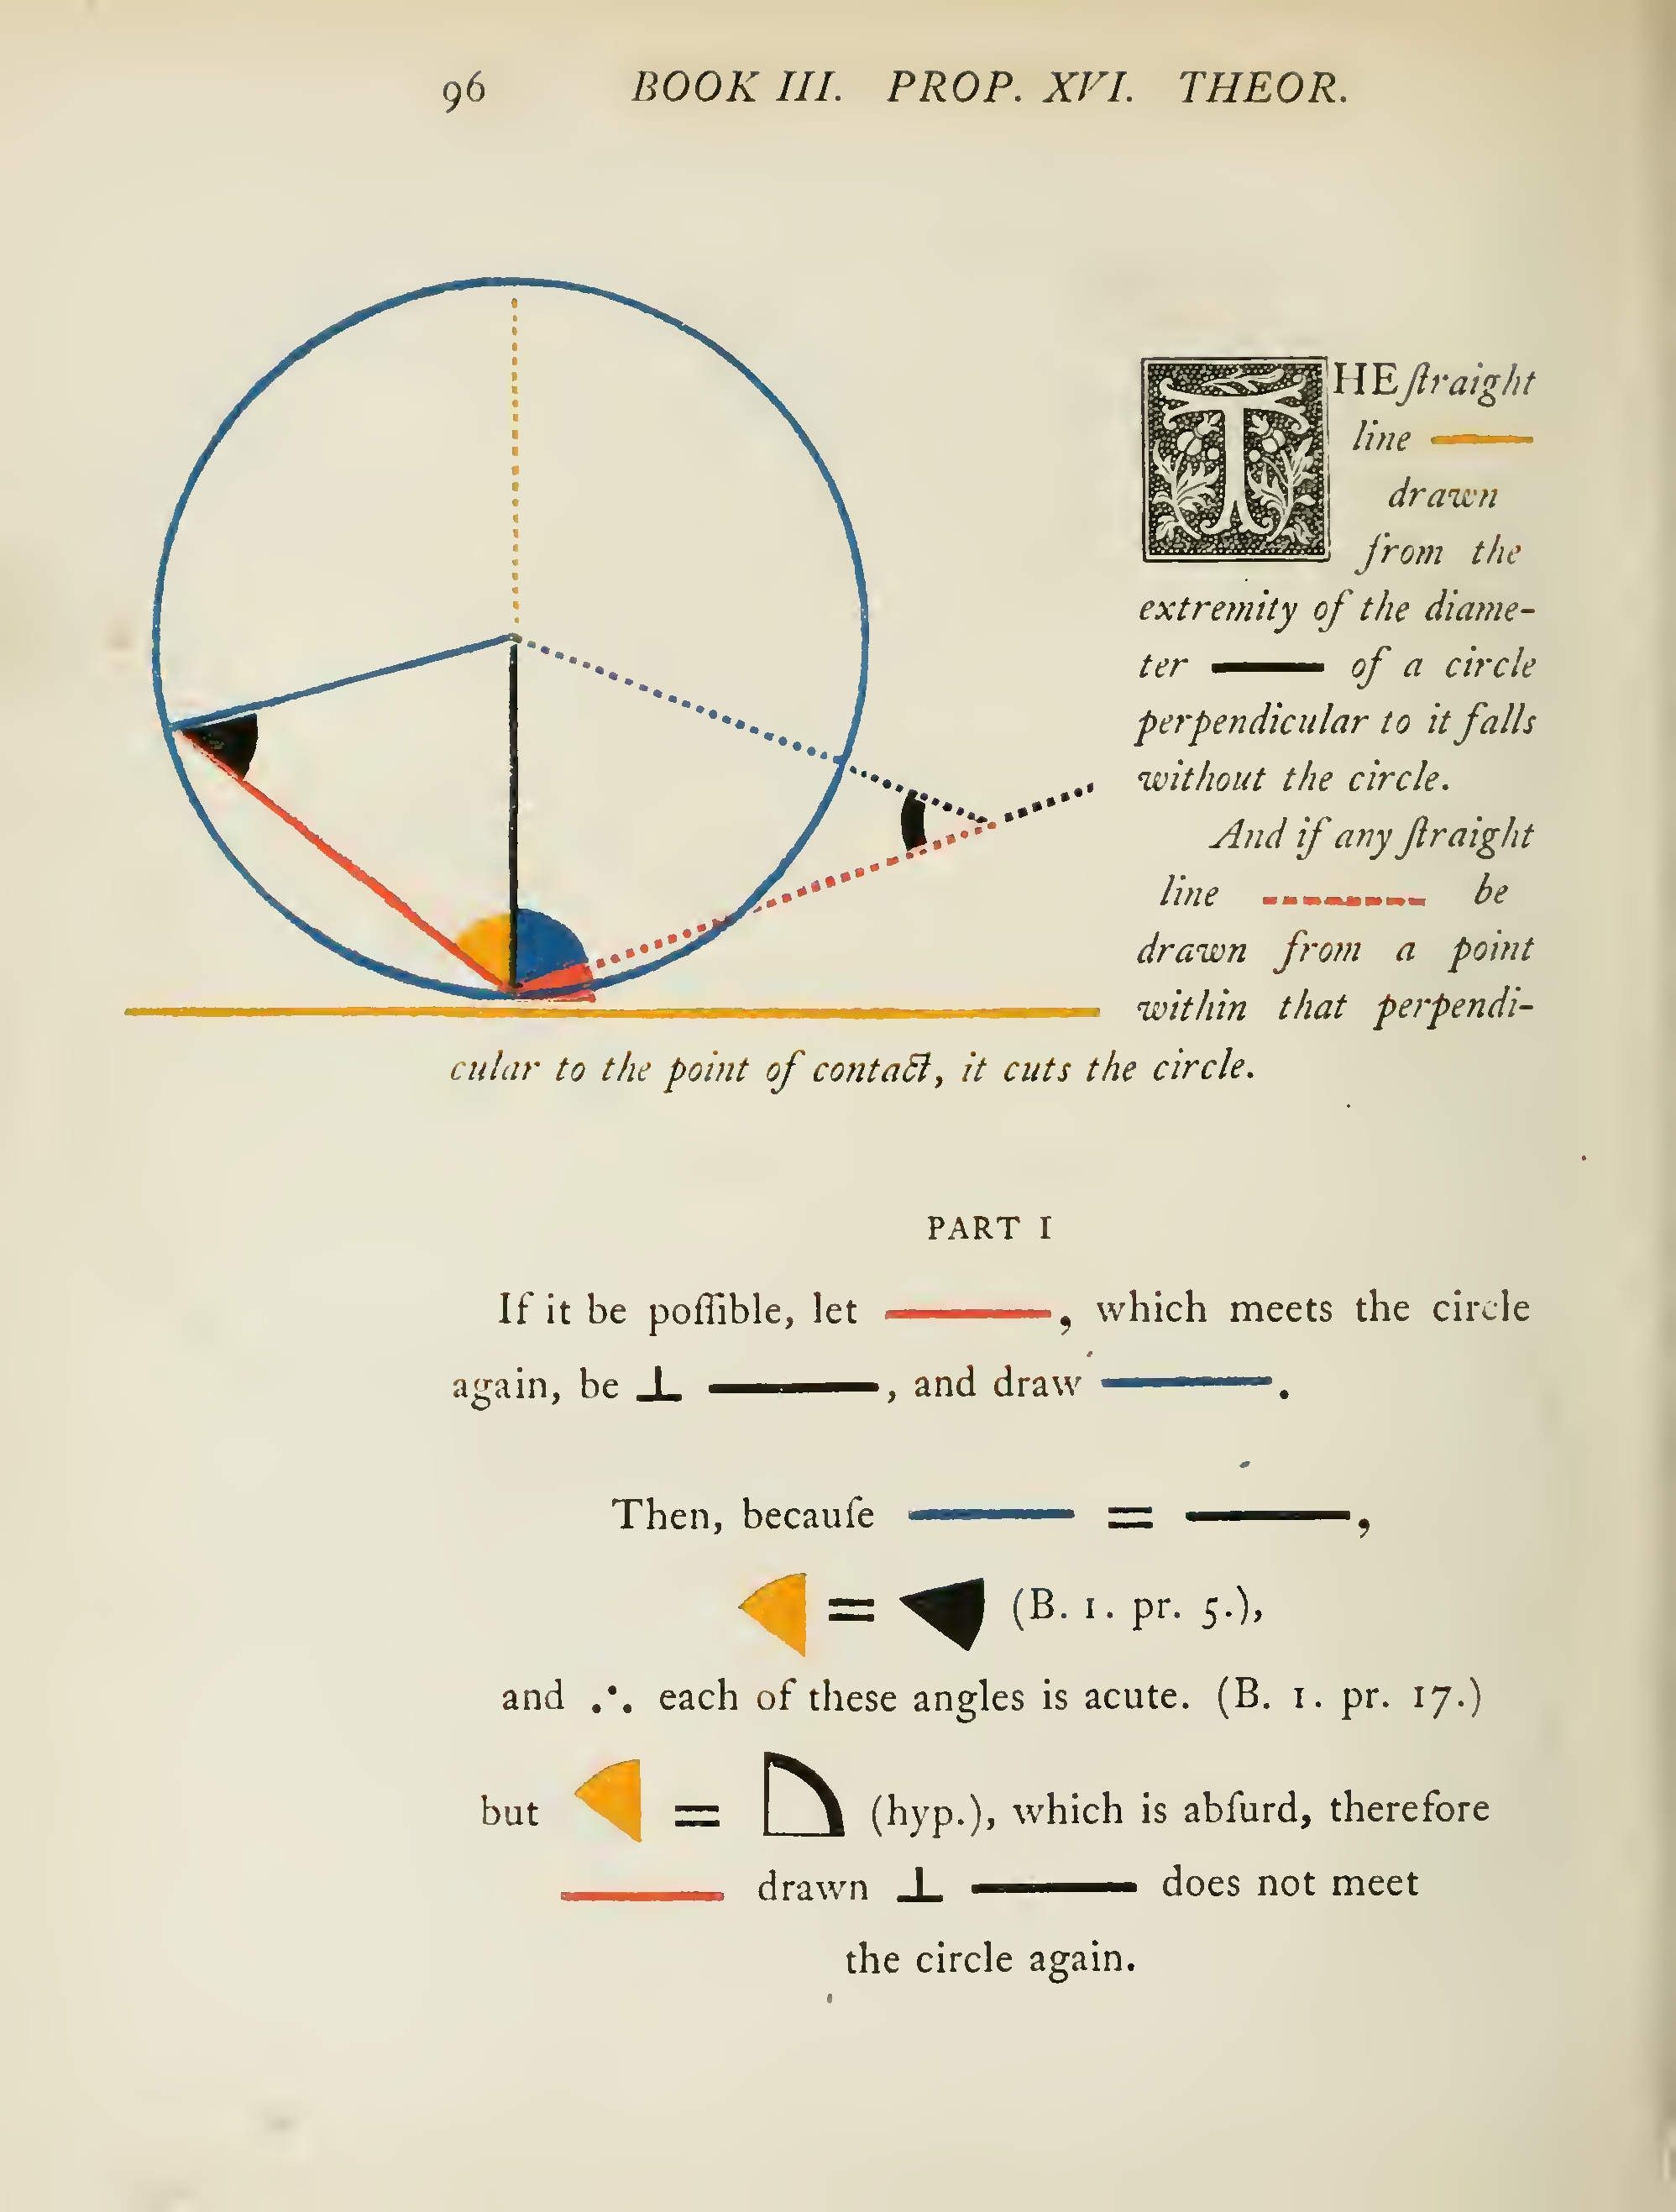 96 BOOK III. PROP. XVI. THEOR.
THE ſtraight
line
drawn
from the
extremity of the diame-
ter of a circle
perpendicular to it falls
without the circle.
And if any ſtraight
line be
drawn from a point
within that perpendi-
cular to the point of contact, it cuts the circle.
PART I
If it be poſſible, let , which meets the circle
again, be ⊥ , and draw .
Then, becauſe = ,
= (B. 1. pr. 5.),
and ∴ each of these angles is acute. (B. 1. pr. 17.)
but = (hyp.), which is abſurd, therefore
drawn ⊥ does not meet
the circle again.